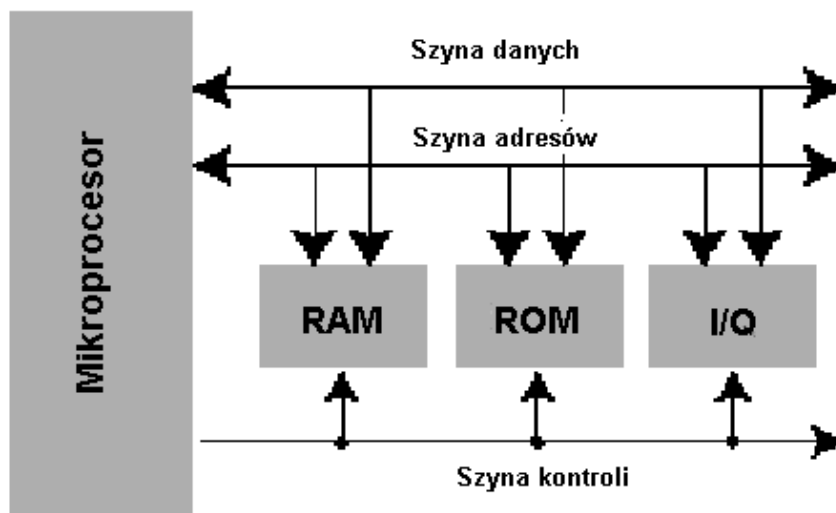 Szyna danych
Szyna adresów
Mikroprocesor
RAM
ROM
I/Q
Szyna kontroli